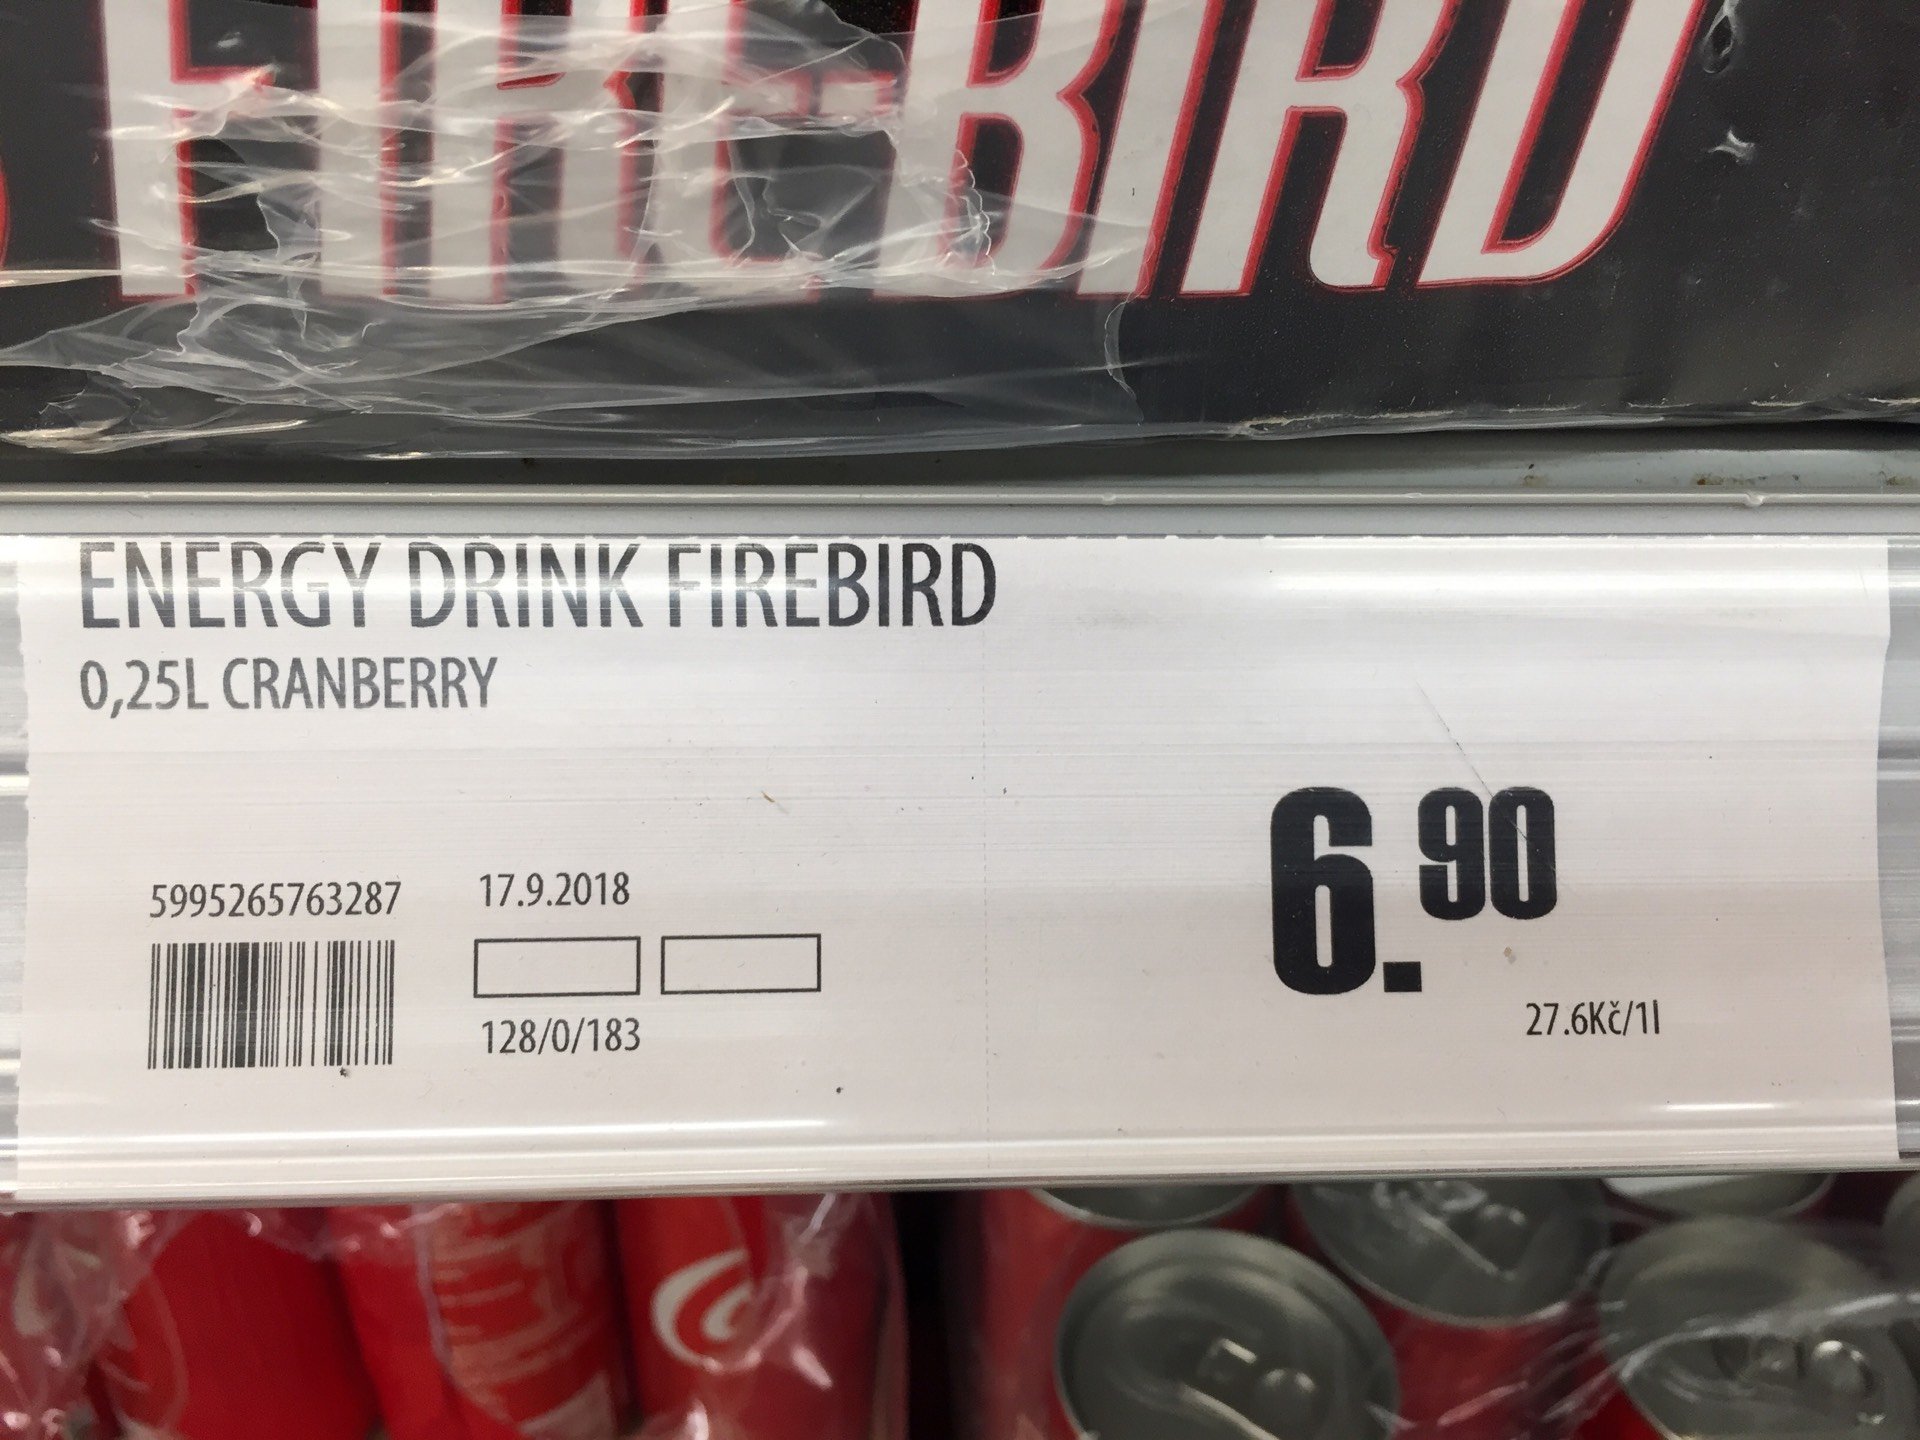 FIREBIRD
ENERGY DRINK FIREBIRD
0,25L CRANBERRY
5995265763287
17.9.2018
128/0/183
6.90
27.6Kč/1l